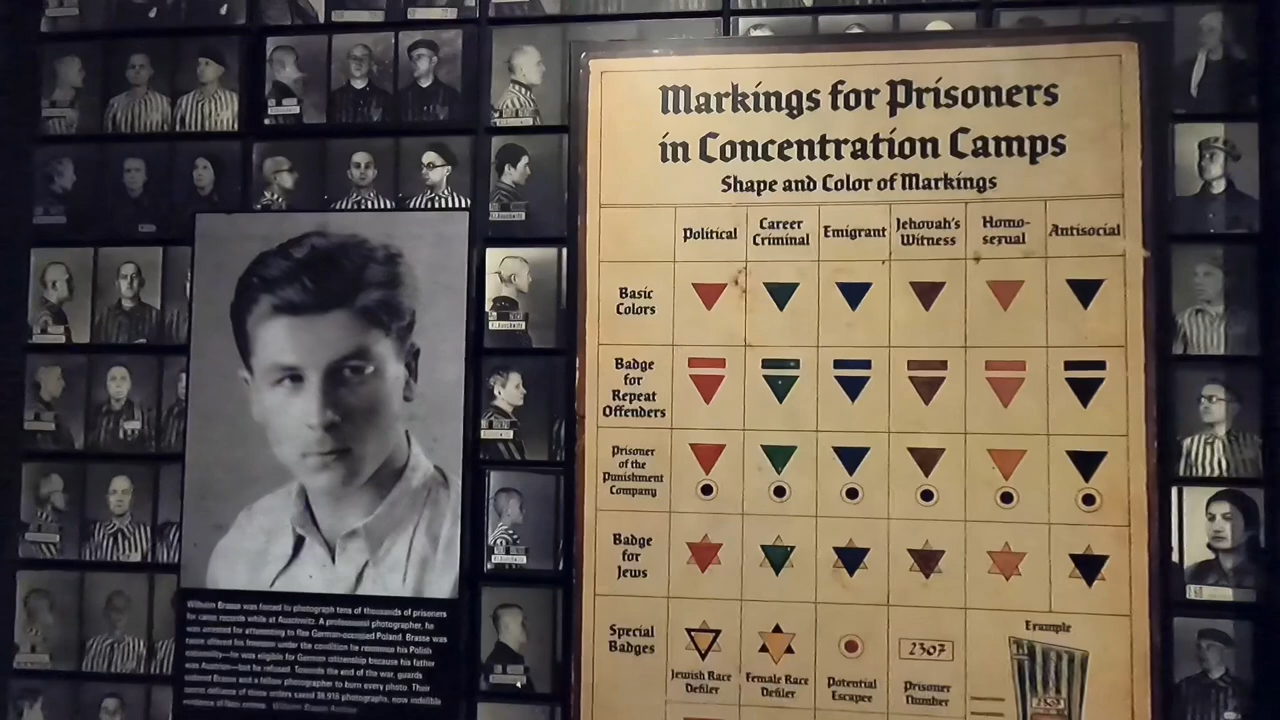 Markings for Prisoners
in Concentration Camps
Shape and Color of Markings
Political
Career
Criminal
Emigrant
Jehovah's
Witness
Homo-
sexual
Antisocial
Basic
Colors
Badge
for
Repeat
Offenders
Prisoner
of the
Punishment
Company
Badge
for
Jews
Special
Badges
Jewish Race
Defiler
Female Race
Defiler
Potential
Escapee
2307
Prisoner
Number
Example
2307
Wilhelm Brasse was forced to photograph tens of thousands of prisoners
for camp records while at Auschwitz. A professional photographer, he
was arrested for attempting to flee German-occupied Poland. Brasse was
offered his freedom under the condition he renounce his Polish
nationality—he was eligible for German citizenship because his father
was Austrian—but he refused. Towards the end of the war, guards
ordered Brasse and a fellow photographer to burn every photo. Their
defiance of these orders saved 38,916 photographs, now indelible
evidence of Nazi crimes.